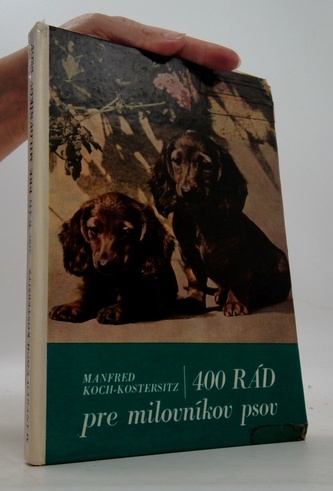 MANFRED
KOCH-KOSTERSITZ
400 RÁD
pre milovníkov psov